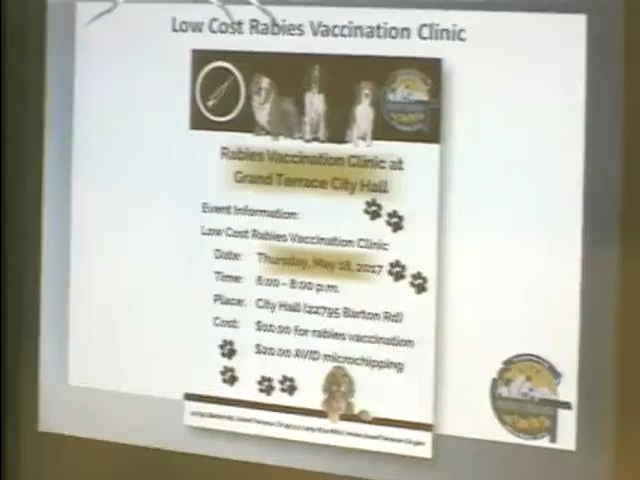 Low Cost Rabies Vaccination Clinic
Rabies Vaccination Clinic at
Grand Terrace City Hall
Event Information:
Low Cost Rabies Vaccination Clinic
Date: Thursday, May 18, 2017
Time: 6:00 - 8:00 p.m.
Place: City Hall (22795 Barton Rd)
Cost: $10.00 for rabies vaccination
$20.00 AVID microchipping